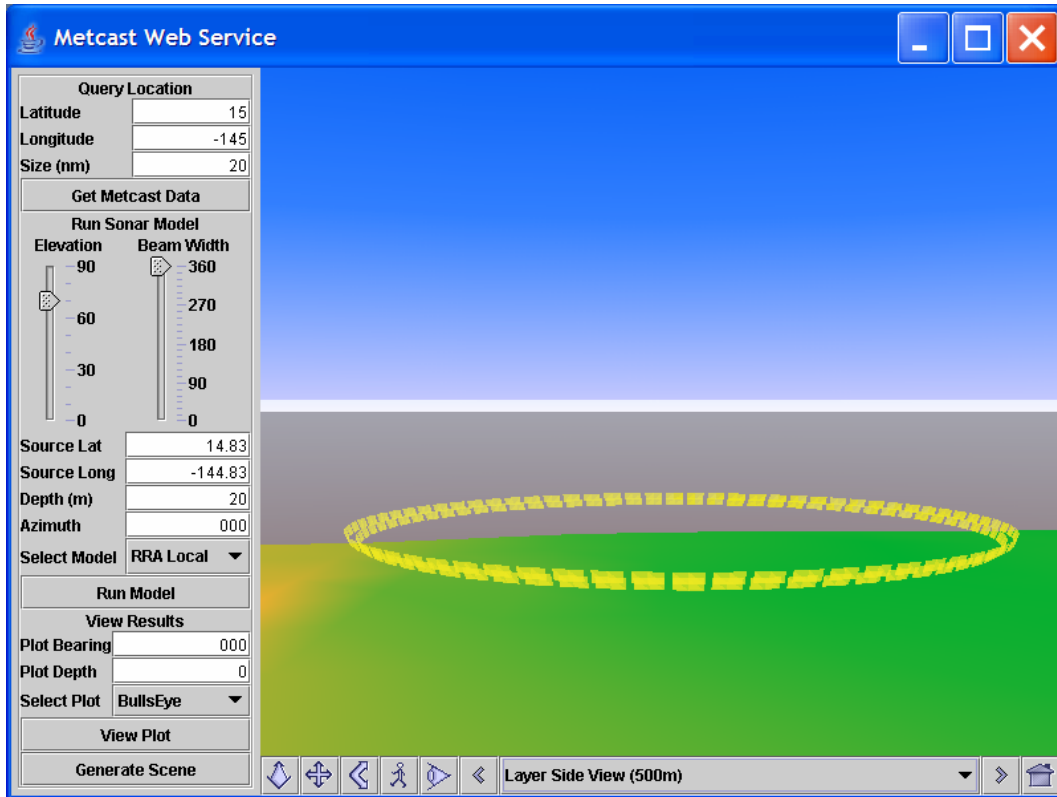 Metcast Web Service
Query Location
Latitude 15
Longitude -145
Size (nm) 20
Get Metcast Data
Run Sonar Model
Elevation Beam Width
90 360
270
60
180
30
90
0 0
Source Lat 14.83
Source Long -144.83
Depth (m) 20
Azimuth 000
Select Model RRA Local
Run Model
View Results
Plot Bearing 000
Plot Depth 0
Select Plot BullsEye
View Plot
Generate Scene
Layer Side View (500m)